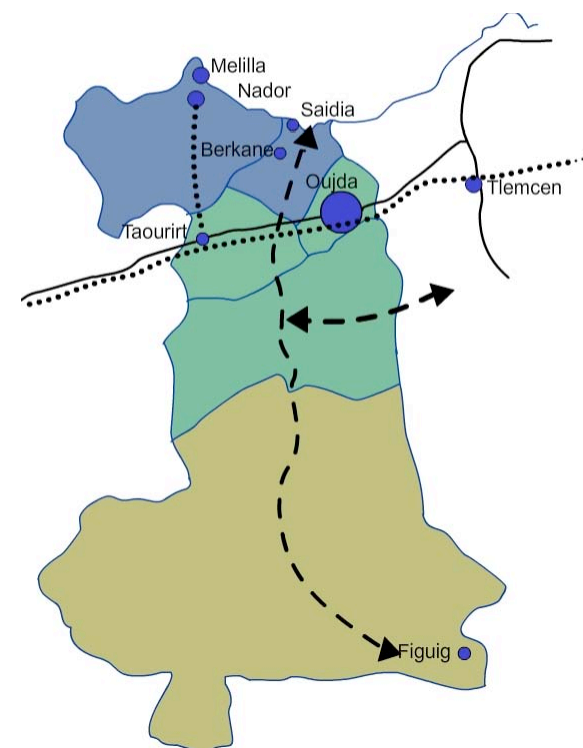 Melilla
Nador
Saidia
Berkane
Oujda
Tlemcen
Taourirt
Figuig